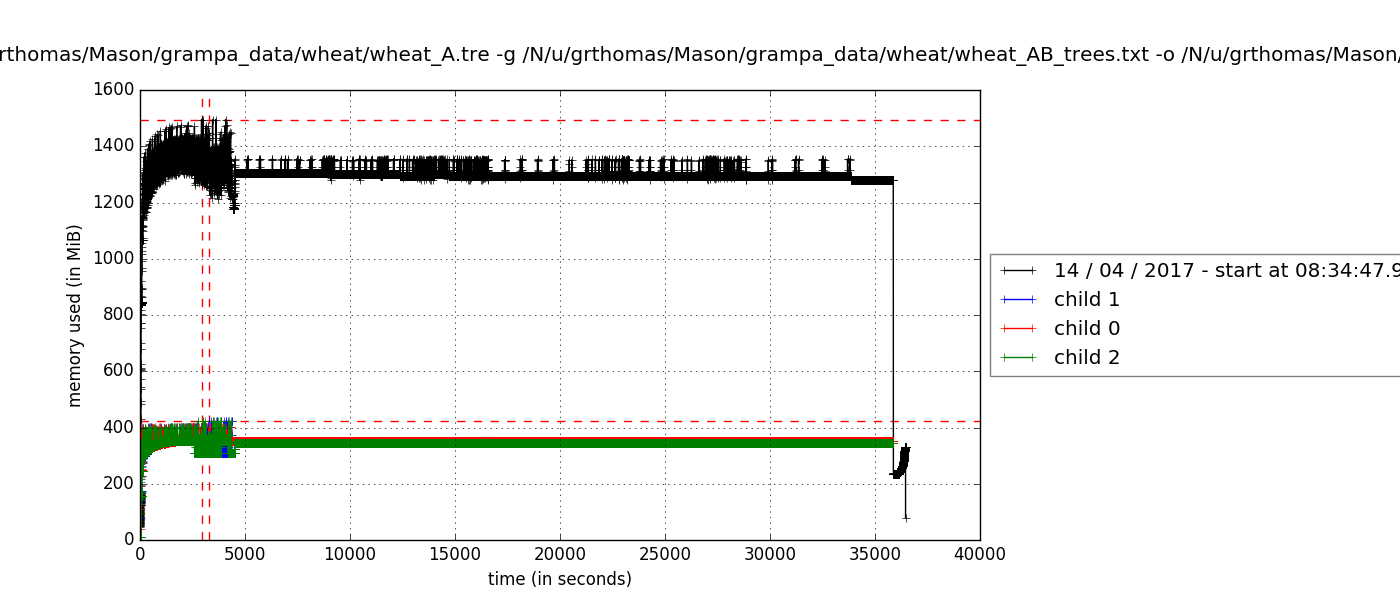 rthomas/Mason/grampa_data/wheat/wheat_A.tre -g /N/u/grthomas/Mason/grampa_data/wheat/wheat_AB_trees.txt -o /N/u/grthomas/Mason/
1600
1400
1200
1000
800
600
400
200
0
memory used (in MiB)
0 5000 10000 15000 20000 25000 30000 35000 40000
time (in seconds)
14 / 04 / 2017 - start at 08:34:47.9
child 1
child 0
child 2